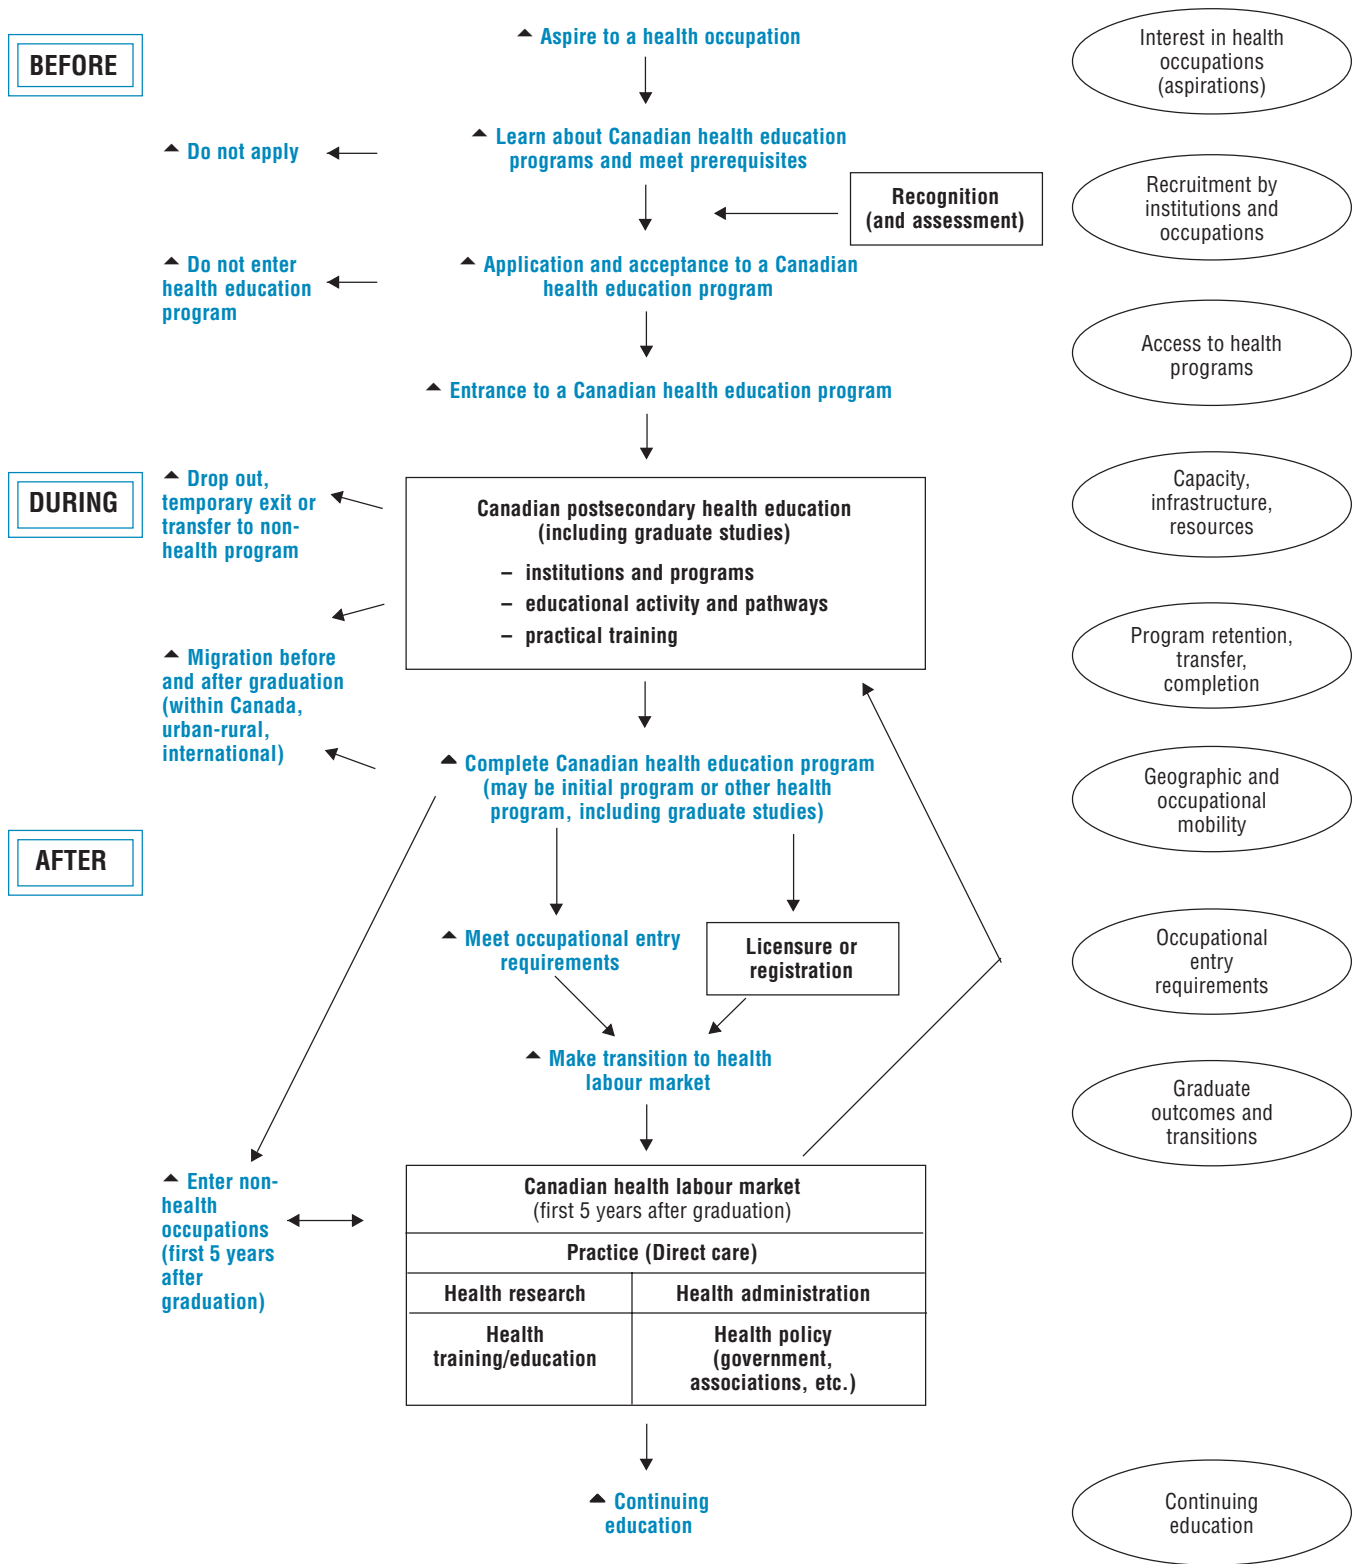 BEFORE
Aspire to a health occupation
Interest in health
occupations
(aspirations)
Do not apply
Learn about Canadian health education
programs and meet prerequisites
Recognition
(and assessment)
Recruitment by
institutions and
occupations
Do not enter
health education
program
Application and acceptance to a Canadian
health education program
Access to health
programs
Entrance to a Canadian health education program
DURING
Drop out,
temporary exit or
transfer to non-
health program
Canadian postsecondary health education
(including graduate studies)
– institutions and programs
– educational activity and pathways
– practical training
Capacity,
infrastructure,
resources
Migration before
and after graduation
(within Canada,
urban-rural,
international)
Program retention,
transfer,
completion
Complete Canadian health education program
(may be initial program or other health
program, including graduate studies)
Geographic and
occupational
mobility
AFTER
Meet occupational entry
requirements
Licensure or
registration
Occupational
entry
requirements
Make transition to health
labour market
Graduate
outcomes and
transitions
Enter non-
health
occupations
(first 5 years
after
graduation)
Canadian health labour market
(first 5 years after graduation)
Practice (Direct care)
Health research
Health administration
Health
training/education
Health policy
(government,
associations, etc.)
Continuing
education
Continuing
education